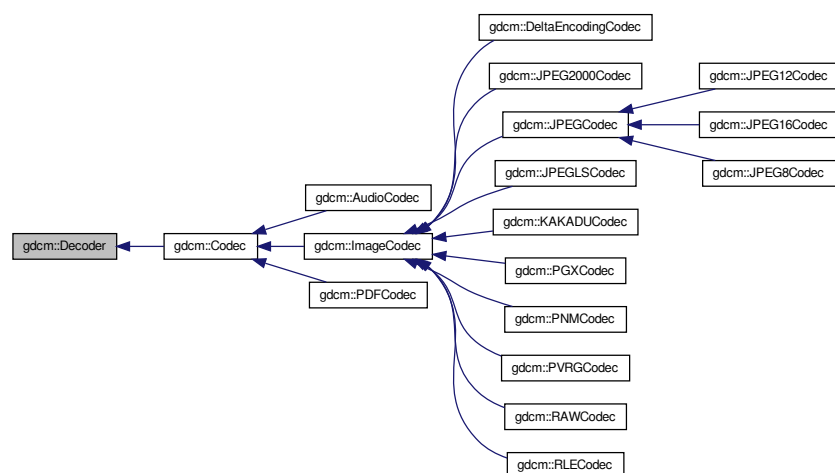 gdcm::DeltaEncodingCodec
gdcm::JPEG2000Codec
gdcm::JPEG12Codec
gdcm::JPEGCodec
gdcm::JPEG16Codec
gdcm::JPEGLSCodec
gdcm::JPEG8Codec
gdcm::AudioCodec
gdcm::KAKADUCodec
gdcm::Decoder
gdcm::Codec
gdcm::ImageCodec
gdcm::PGXCodec
gdcm::PDFCodec
gdcm::PNMCodec
gdcm::PVRGCodec
gdcm::RAWCodec
gdcm::RLECodec